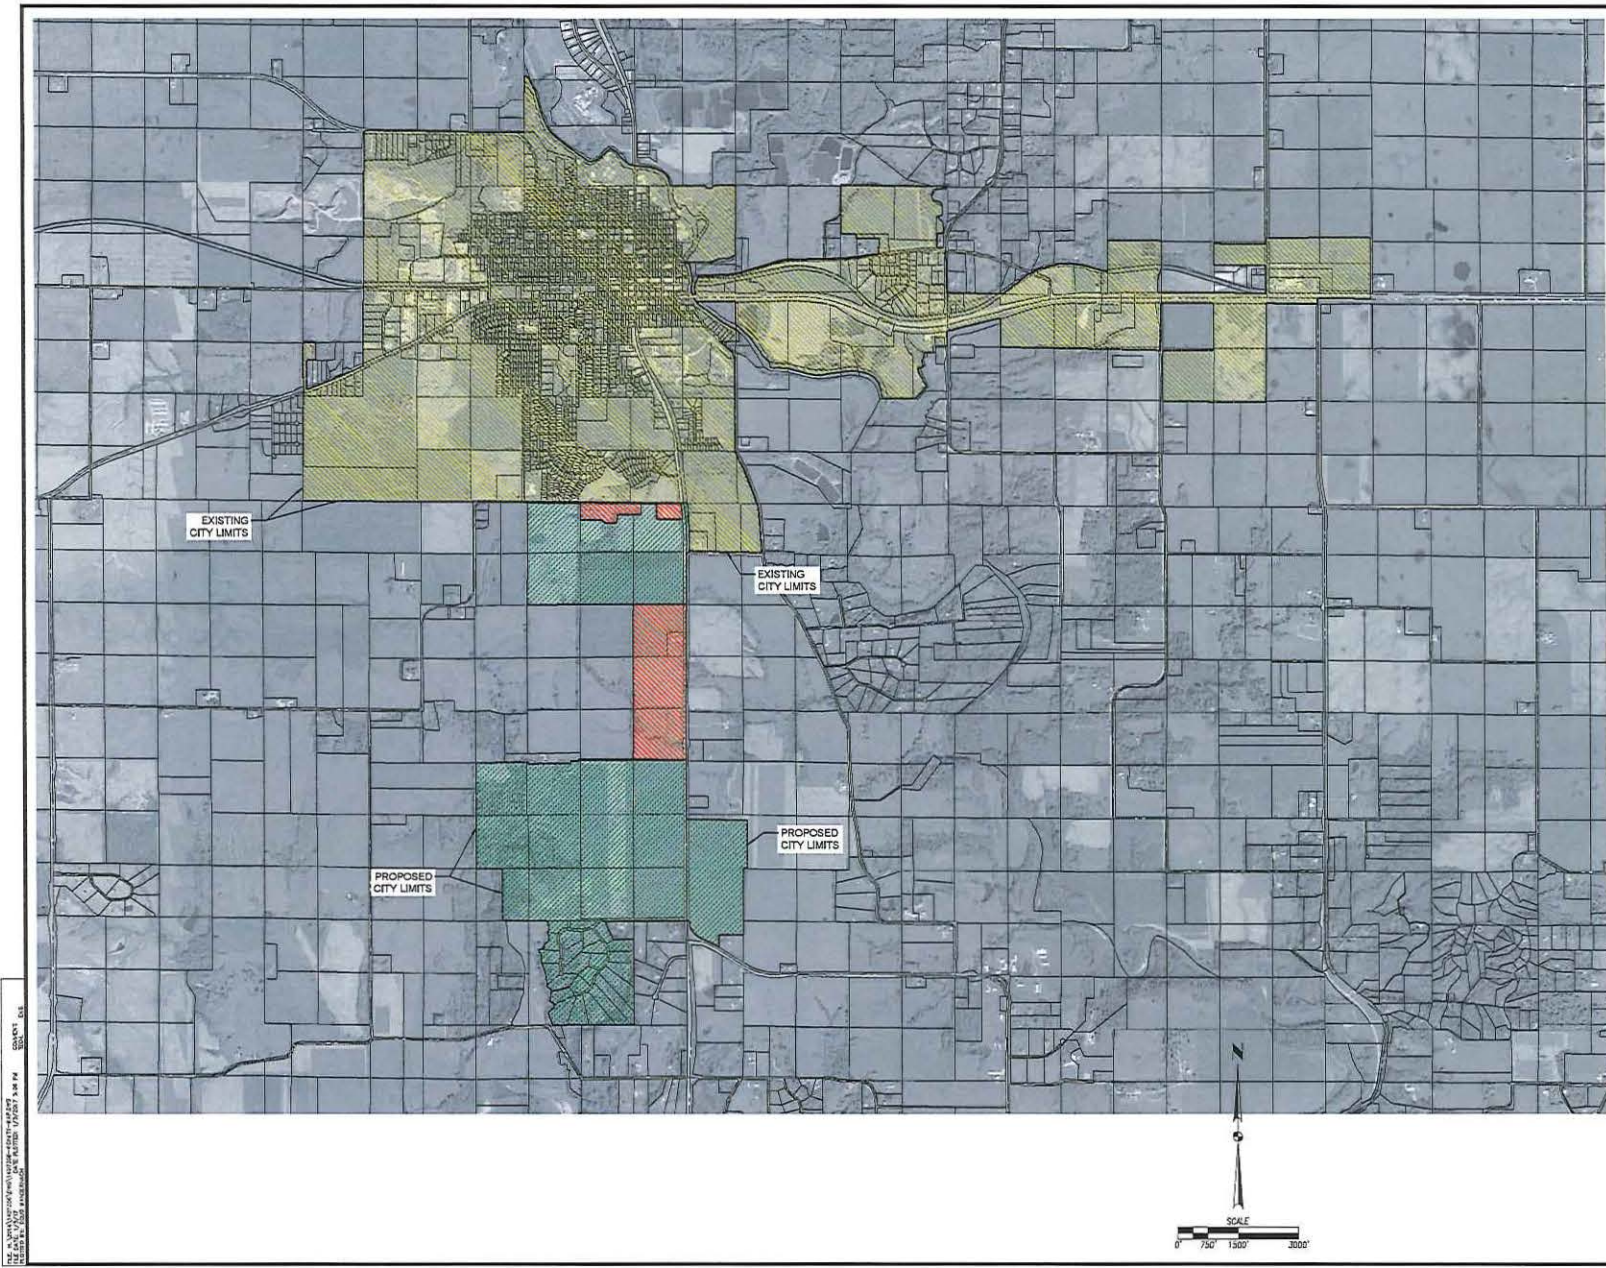 EXISTING
CITY LIMITS
EXISTING
CITY LIMITS
PROPOSED
CITY LIMITS
PROPOSED
CITY LIMITS
N
SCALE
0' 750' 1500' 3000'